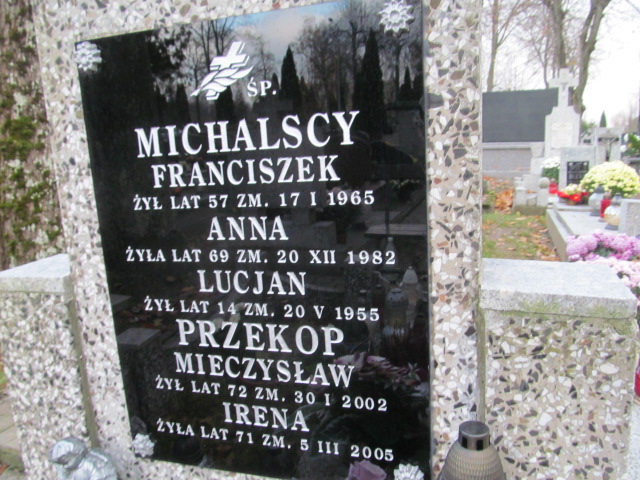 ŚP.
MICHALSCY
FRANCISZEK
ŻYŁ LAT 57 ZM. 17 I 1965
ANNA
ŻYŁA LAT 69 ZM. 20 XII 1982
LUCJAN
ŻYŁ LAT 14 ZM. 20 V 1955
PRZEKOP
MIECZYSŁAW
ŻYŁ LAT 72 ZM. 30 I 2002
IRENA
ŻYŁA LAT 71 ZM. 5 III 2005